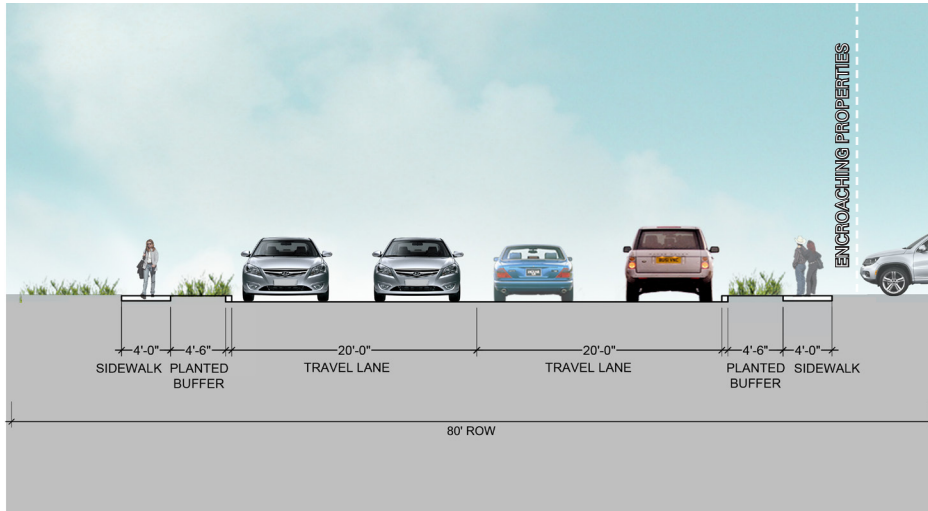 ENCROACHING PROPERTIES
4'-0" 4'-6" 20'-0" 20'-0" 4'-6" 4'-0"
SIDEWALK PLANTED TRAVEL LANE TRAVEL LANE PLANTED SIDEWALK
BUFFER BUFFER
80' ROW